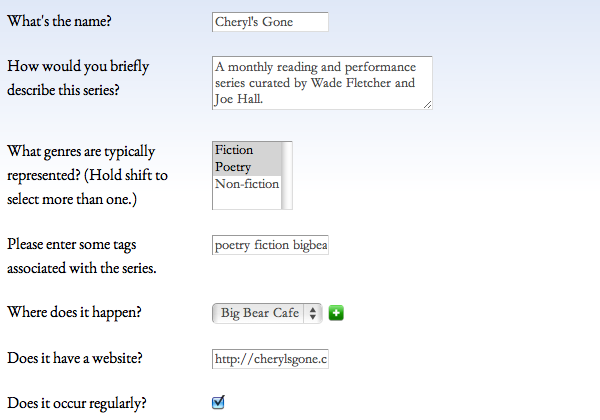 What's the name?
Cheryl's Gone
How would you briefly
describe this series?
A monthly reading and performance
series curated by Wade Fletcher and
Joe Hall.
What genres are typically
represented? (Hold shift to
select more than one.)
Fiction
Poetry
Non-fiction
Please enter some tags
associated with the series.
poetry fiction bigbea
Where does it happen?
Big Bear Cafe
Does it have a website?
http://cherylsgone.c
Does it occur regularly?